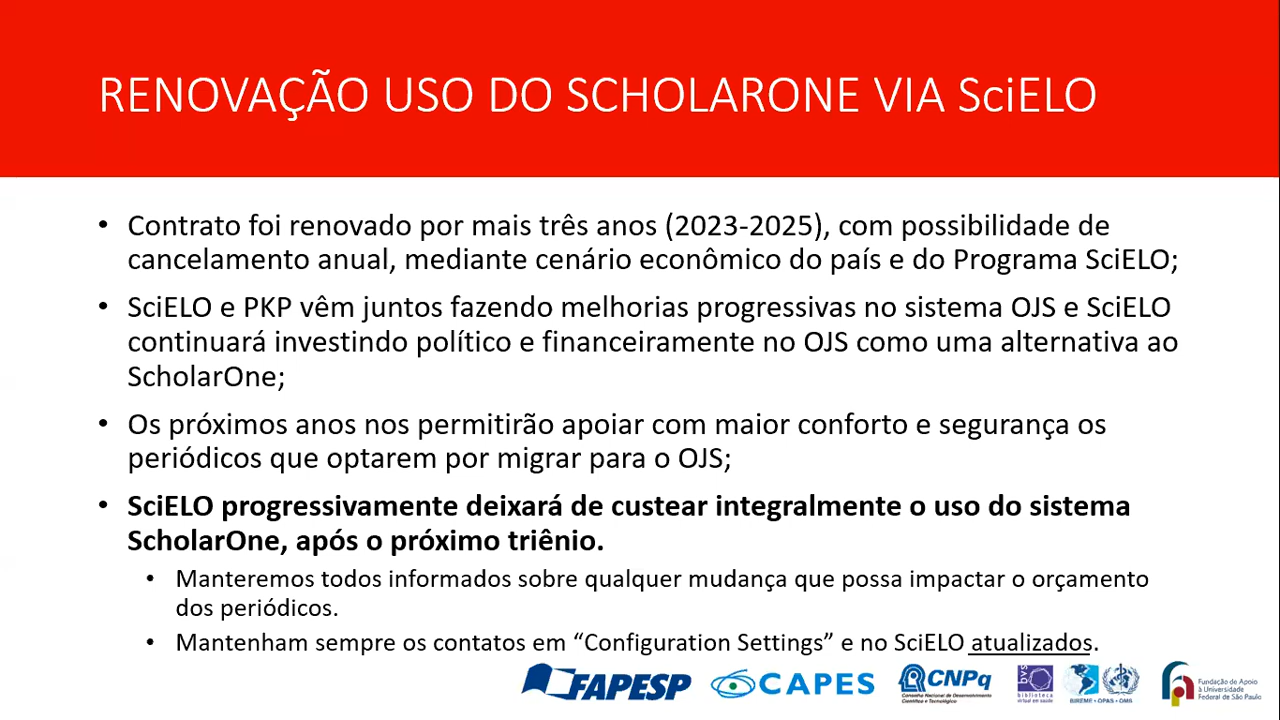 RENOVAÇÃO USO DO SCHOLARONE VIA SciELO
• Contrato foi renovado por mais três anos (2023-2025), com possibilidade de
cancelamento anual, mediante cenário econômico do país e do Programa SciELO;
• SciELO e PKP vêm juntos fazendo melhorias progressivas no sistema OJS e SciELO
continuará investindo político e financeiramente no OJS como uma alternativa ao
ScholarOne;
• Os próximos anos nos permitirão apoiar com maior conforto e segurança os
periódicos que optarem por migrar para o OJS;
• SciELO progressivamente deixará de custear integralmente o uso do sistema
ScholarOne, após o próximo triênio.
• Manteremos todos informados sobre qualquer mudança que possa impactar o orçamento
dos periódicos.
• Mantenham sempre os contatos em “Configuration Settings” e no SciELO atualizados.
FAPESP
CAPES
CNPq
Conselho Nacional de Desenvolvimento
Científico e Tecnológico
BVS
biblioteca
virtual em saúde
BIREME • OPAS • OMS
Fundação de Apoio
à Universidade
Federal de São Paulo